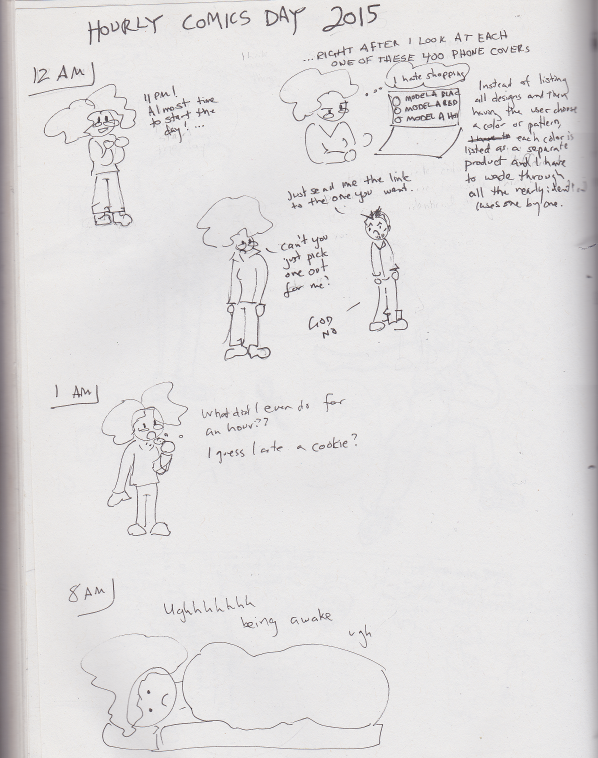 HOURLY COMICS DAY 2015
12 AM
11PM!
Almost time
to start the
day!...
...RIGHT AFTER I LOOK AT EACH
ONE OF THESE 400 PHONE COVERS
I hate shopping
MODEL A BLAC
MODEL A RED
MODEL A
Instead of listing
all designs and then
having the user choose
a color or pattern,
each color is
listed as a separate
product and I have
to wade through
all the nearly identical
cases one by one.
Just send me the link
to the one you want.
Can't you
just pick
one out
for me?
GOD
NO
1 AM
What did I even do for
an hour??
I guess I ate a cookie?
8 AM
Ughhhhhhh
being awake
ugh